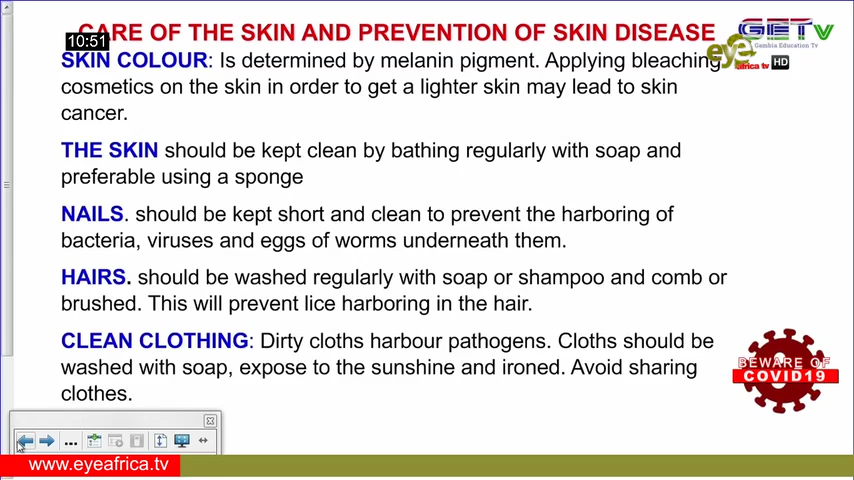 CARE OF THE SKIN AND PREVENTION OF SKIN DISEASE
10:51
GETv
Gambia Education Tv
eye
africa tv HD
SKIN COLOUR: Is determined by melanin pigment. Applying bleaching
cosmetics on the skin in order to get a lighter skin may lead to skin
cancer.
THE SKIN should be kept clean by bathing regularly with soap and
preferable using a sponge
NAILS. should be kept short and clean to prevent the harboring of
bacteria, viruses and eggs of worms underneath them.
HAIRS. should be washed regularly with soap or shampoo and comb or
brushed. This will prevent lice harboring in the hair.
CLEAN CLOTHING: Dirty cloths harbour pathogens. Cloths should be
washed with soap, expose to the sunshine and ironed. Avoid sharing
clothes.
BEWARE OF
COVID19
www.eyeafrica.tv